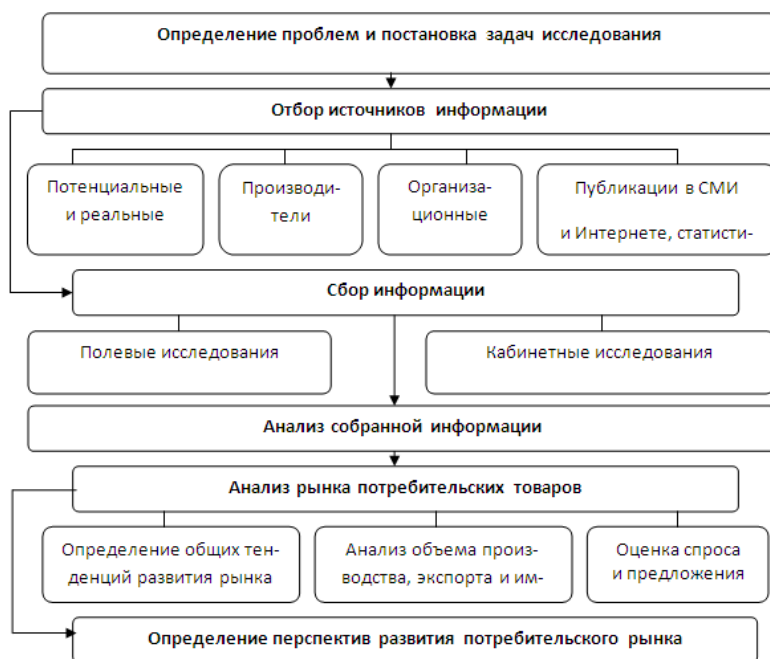 Определение проблем и постановка задач исследования
Отбор источников информации
Потенциальные
и реальные
Производи-
тели
Организа-
ционные
Публикации в СМИ
и Интернете, статисти-
Сбор информации
Полевые исследования
Кабинетные исследования
Анализ собранной информации
Анализ рынка потребительских товаров
Определение общих тен-
денций развития рынка
Анализ объема произ-
водства, экспорта и им-
Оценка спроса
и предложения
Определение перспектив развития потребительского рынка